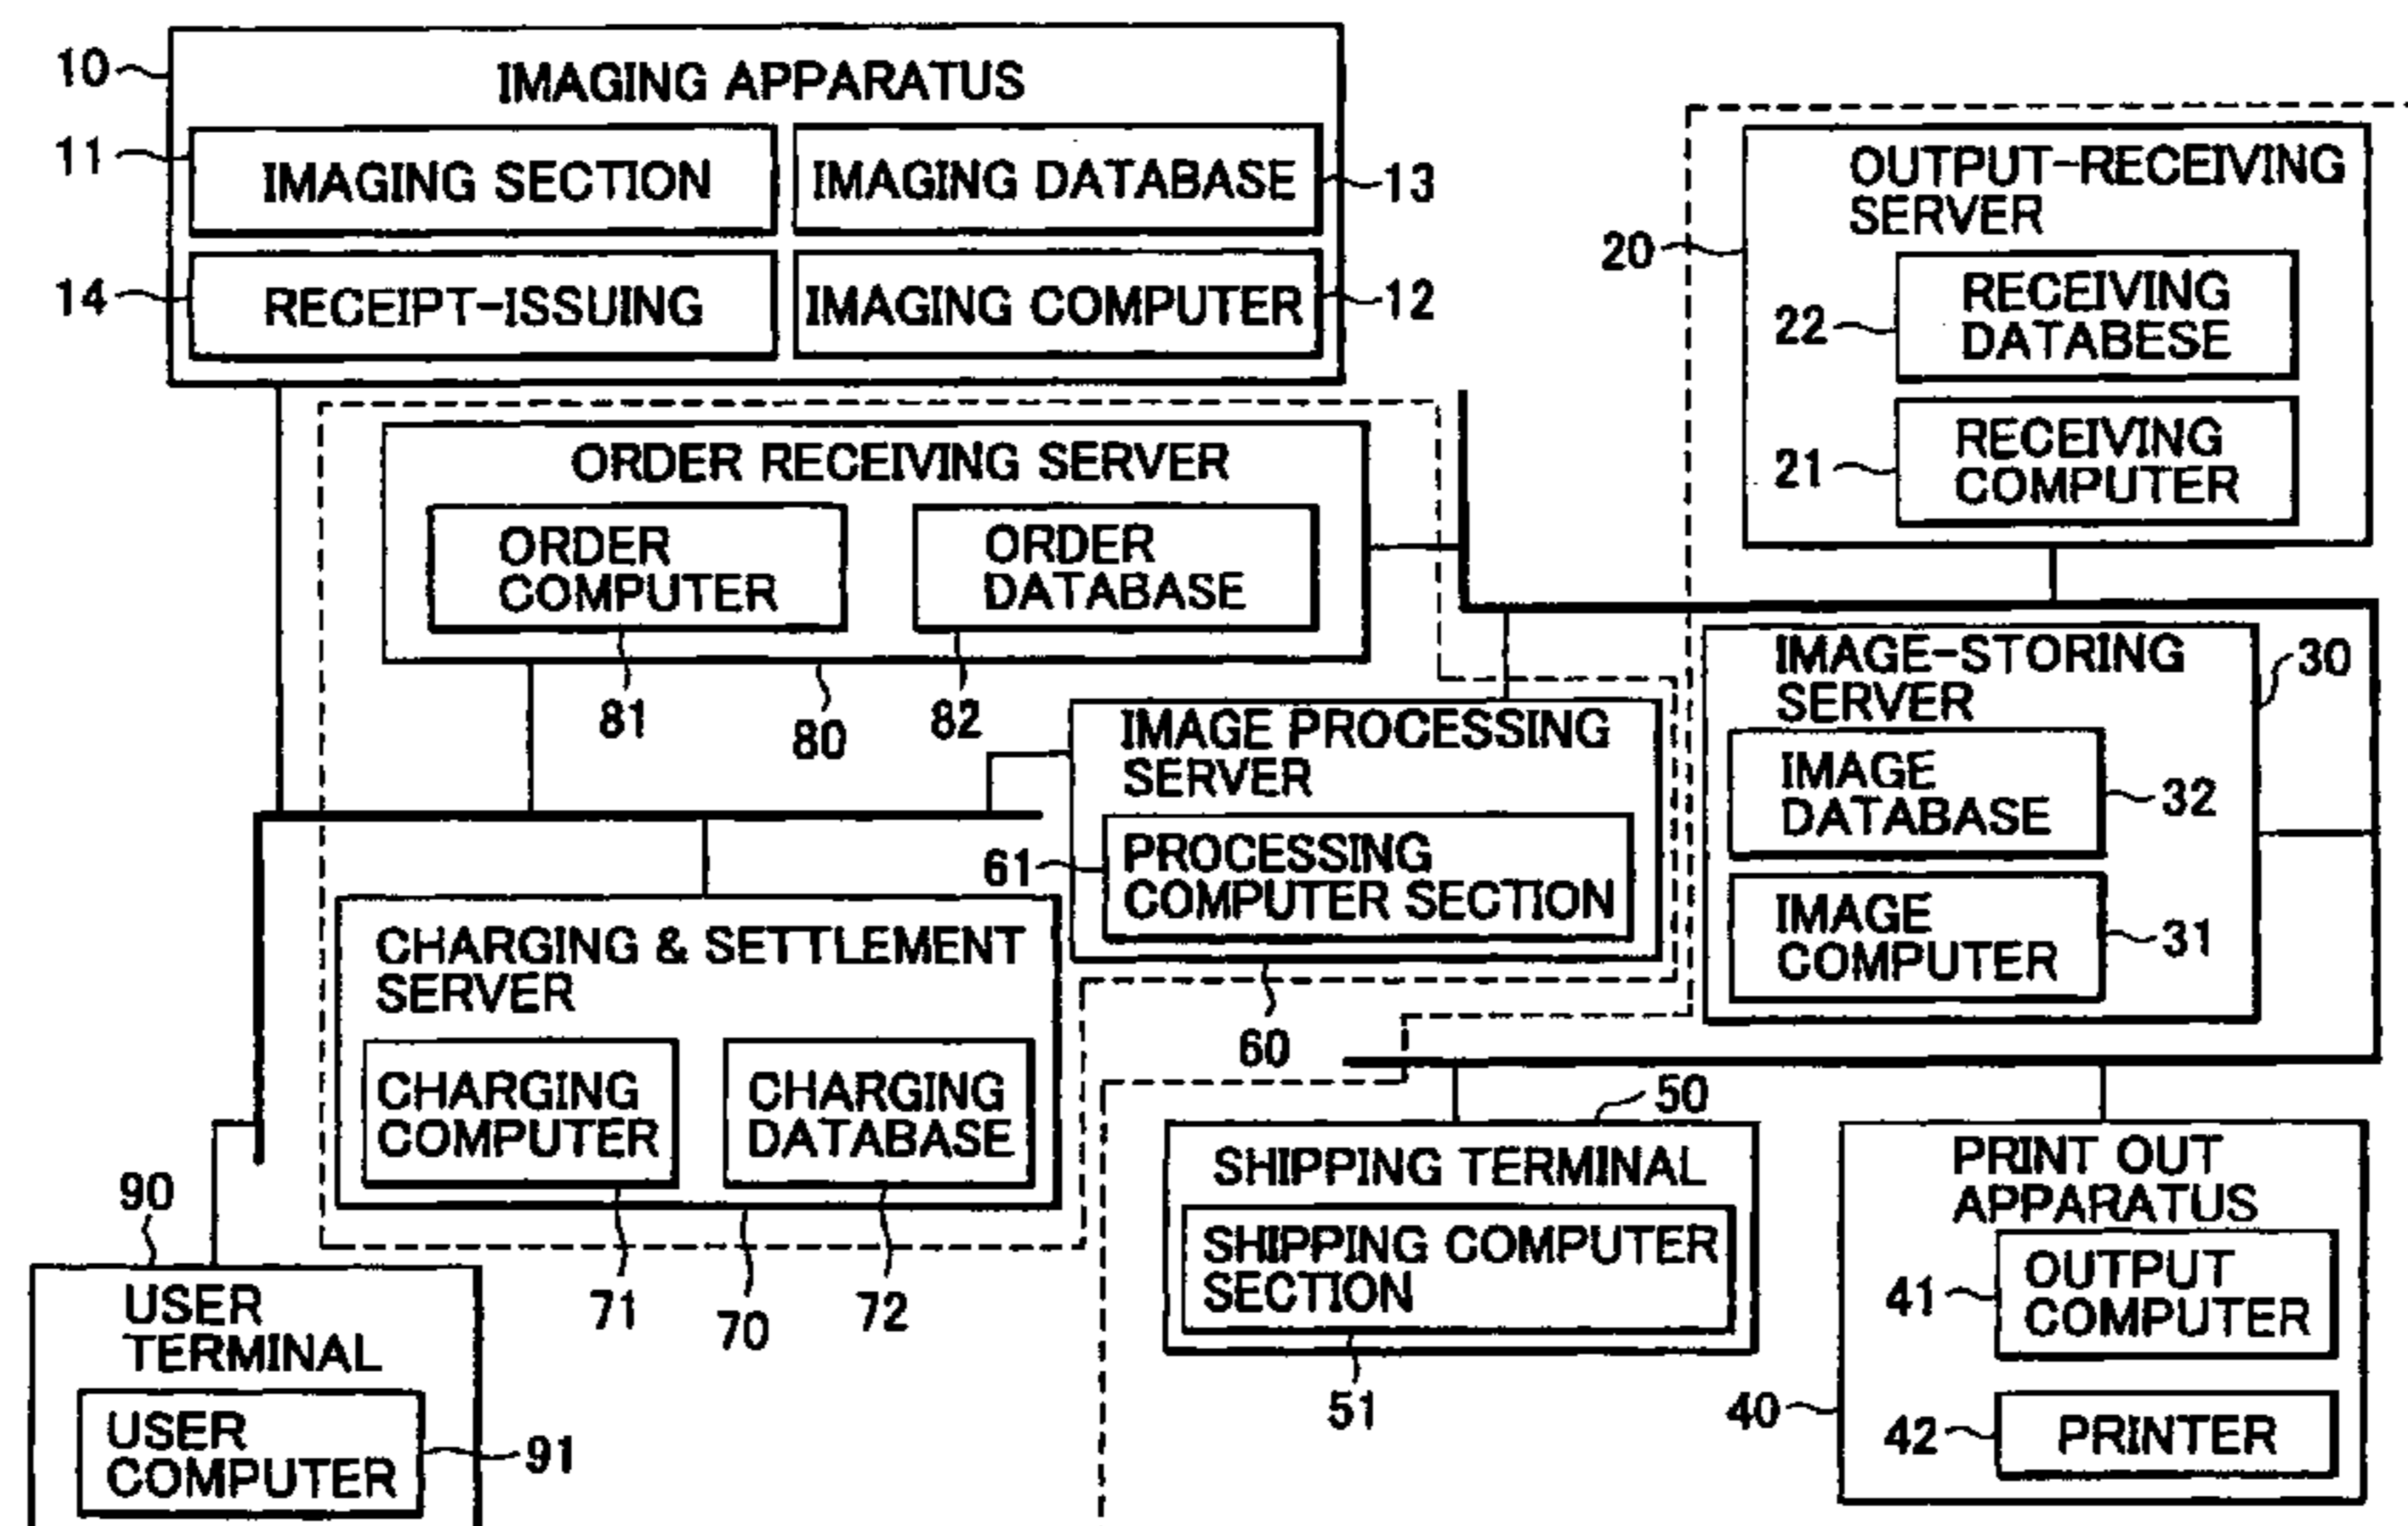 10
IMAGING APPARATUS
11
IMAGING SECTION
IMAGING DATABASE
13
14
RECEIPT-ISSUING
IMAGING COMPUTER
12
OUTPUT-RECEIVING
SERVER
20
22
RECEIVING
DATABESE
21
RECEIVING
COMPUTER
ORDER RECEIVING SERVER
ORDER
COMPUTER
ORDER
DATABASE
81
80
82
IMAGE PROCESSING
SERVER
61
PROCESSING
COMPUTER SECTION
60
IMAGE-STORING
SERVER
30
IMAGE
DATABASE
32
IMAGE
COMPUTER
31
CHARGING & SETTLEMENT
SERVER
CHARGING
COMPUTER
CHARGING
DATABASE
71
70
72
50
SHIPPING TERMINAL
SHIPPING COMPUTER
SECTION
51
PRINT OUT
APPARATUS
41
OUTPUT
COMPUTER
40
42
PRINTER
90
USER
TERMINAL
USER
COMPUTER
91